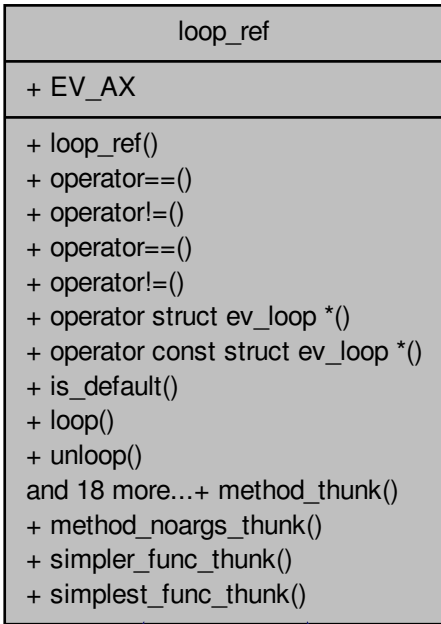 loop_ref
+ EV_AX
+ loop_ref()
+ operator==()
+ operator!=()
+ operator==()
+ operator!=()
+ operator struct ev_loop *()
+ operator const struct ev_loop *()
+ is_default()
+ loop()
+ unloop()
and 18 more...+ method_thunk()
+ method_noargs_thunk()
+ simpler_func_thunk()
+ simplest_func_thunk()